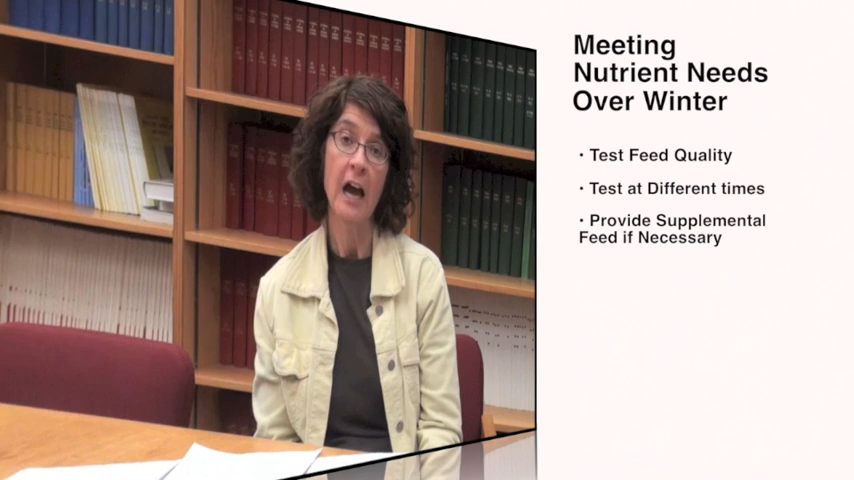 Meeting
Nutrient Needs
Over Winter
· Test Feed Quality
· Test at Different times
· Provide Supplemental
Feed if Necessary